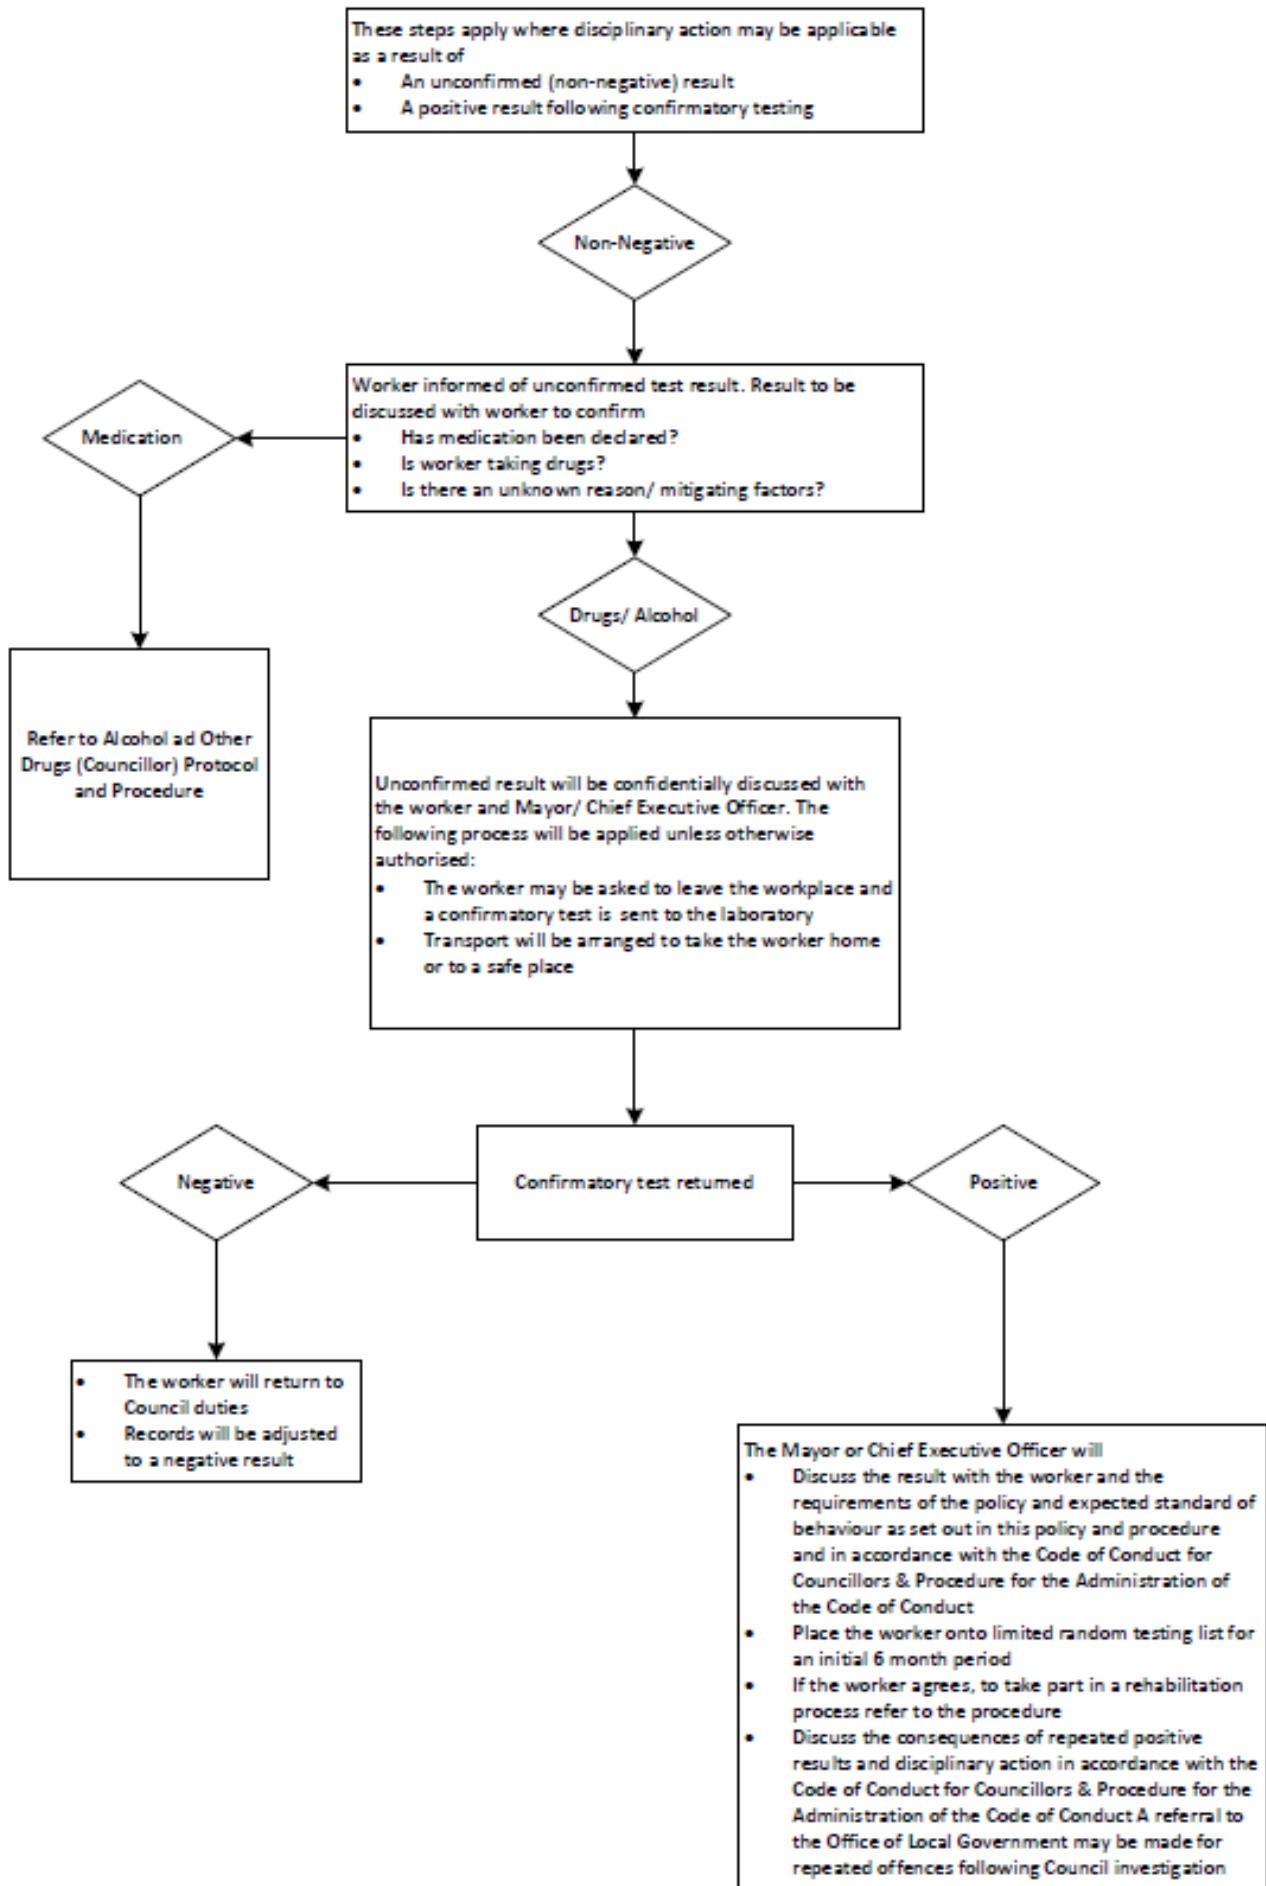 These steps apply where disciplinary action may be applicable
as a result of
• An unconfirmed (non-negative) result
• A positive result following confirmatory testing
Non-Negative
Worker informed of unconfirmed test result. Result to be
discussed with worker to confirm
• Has medication been declared?
• Is worker taking drugs?
• Is there an unknown reason/ mitigating factors?
Medication
Drugs/ Alcohol
Refer to Alcohol ad Other
Drugs (Councillor) Protocol
and Procedure
Unconfirmed result will be confidentially discussed with
the worker and Mayor/ Chief Executive Officer. The
following process will be applied unless otherwise
authorised:
• The worker may be asked to leave the workplace and
a confirmatory test is sent to the laboratory
• Transport will be arranged to take the worker home
or to a safe place
Negative
Confirmatory test returned
Positive
• The worker will return to
Council duties
• Records will be adjusted
to a negative result
The Mayor or Chief Executive Officer will
• Discuss the result with the worker and the
requirements of the policy and expected standard of
behaviour as set out in this policy and procedure
and in accordance with the Code of Conduct for
Councillors & Procedure for the Administration of
the Code of Conduct
• Place the worker onto limited random testing list for
an initial 6 month period
• If the worker agrees, to take part in a rehabilitation
process refer to the procedure
• Discuss the consequences of repeated positive
results and disciplinary action in accordance with the
Code of Conduct for Councillors & Procedure for the
Administration of the Code of Conduct A referral to
the Office of Local Government may be made for
repeated offences following Council investigation